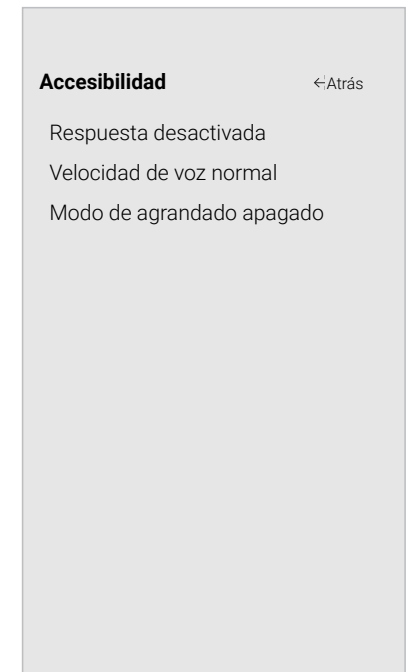 Accesibilidad ←Atrás
Respuesta desactivada
Velocidad de voz normal
Modo de agrandado apagado